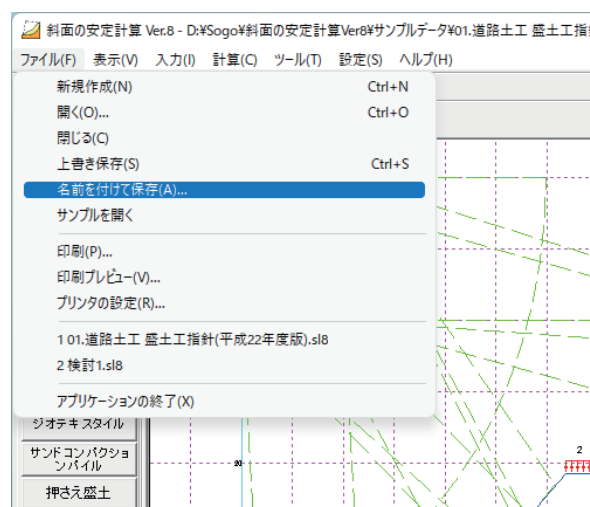 斜面の安定計算 Ver.8 - D:¥Sogo¥斜面の安定計算Ver8¥サンプルデータ¥01.道路土工 盛土工指
ファイル(F) 表示(V) 入力(I) 計算(C) ツール(T) 設定(S) ヘルプ(H)
新規作成(N) Ctrl+N
開く(O)... Ctrl+O
閉じる(C)
上書き保存(S) Ctrl+S
名前を付けて保存(A)...
サンプルを開く
印刷(P)...
印刷プレビュー(V)...
プリンタの設定(R)...
1 01.道路土工 盛土工指針(平成22年度版).sl8
2 検討1.sl8
アプリケーションの終了(X)
ジオテキスタイル
サンドコンパクショ
ンパイル
押さえ盛土
20
2